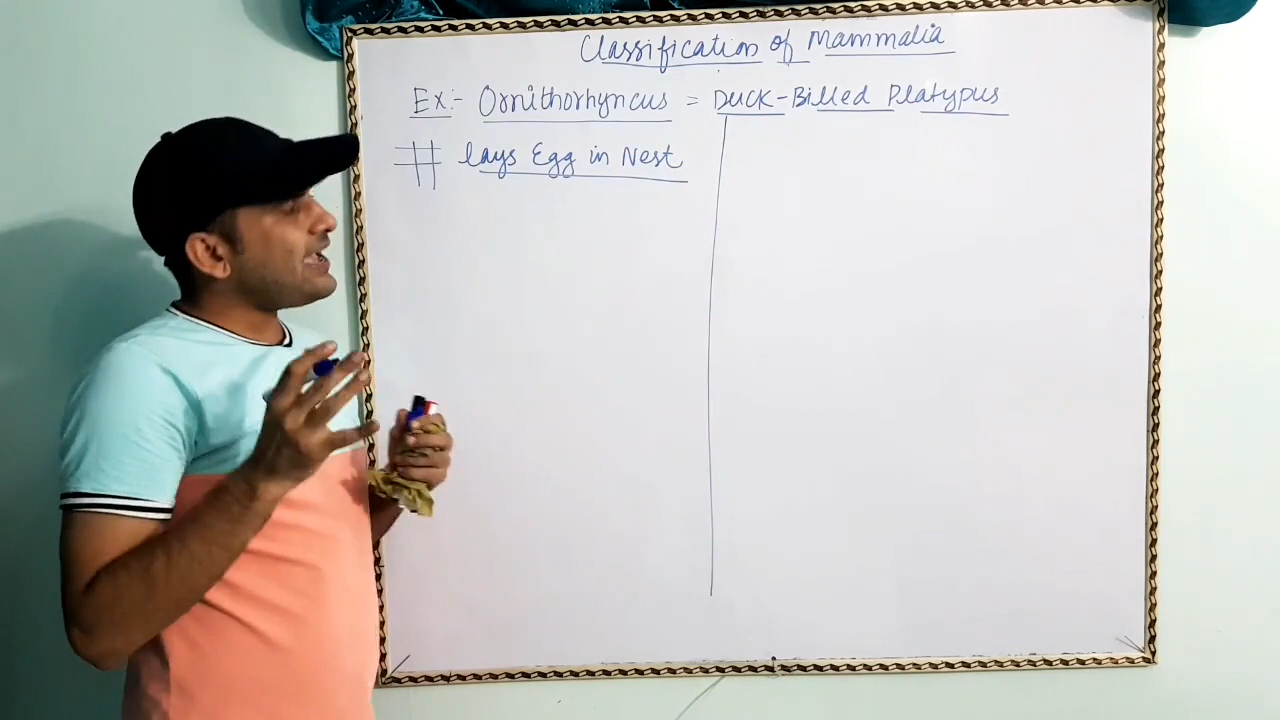 Classification of Mammalia
Ex:- Ornithorhyncus = Duck-Billed Platypus
# lays Egg in Nest